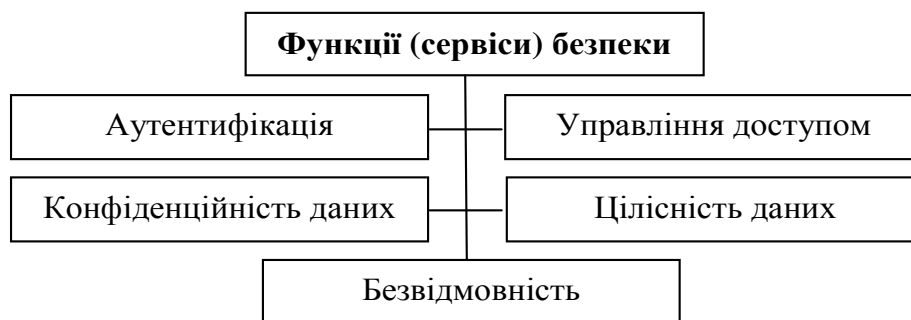 Функції (сервіси) безпеки
Аутентифікація
Управління доступом
Конфіденційність даних
Цілісність даних
Безвідмовність